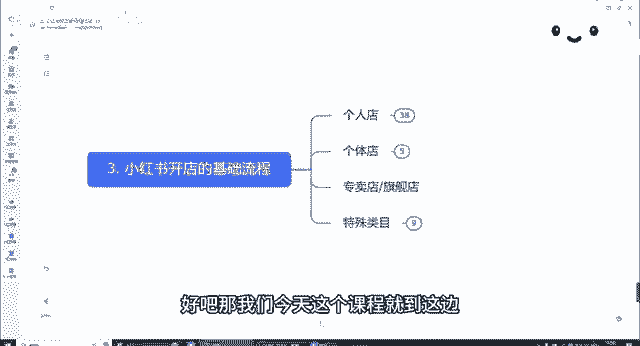 3. 小红书开店的基础流程
个人店 38
个体店 5
专卖店/旗舰店
特殊类目 9
好吧那我们今天这个课程就到这边